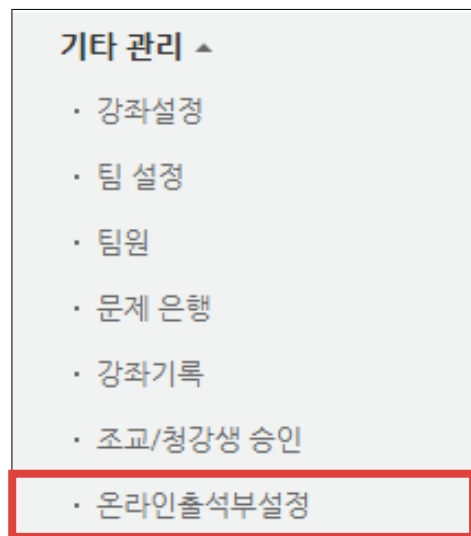 기타 관리 ▲
· 강좌설정
· 팀 설정
· 팀원
· 문제 은행
· 강좌기록
· 조교/청강생 승인
· 온라인출석부설정